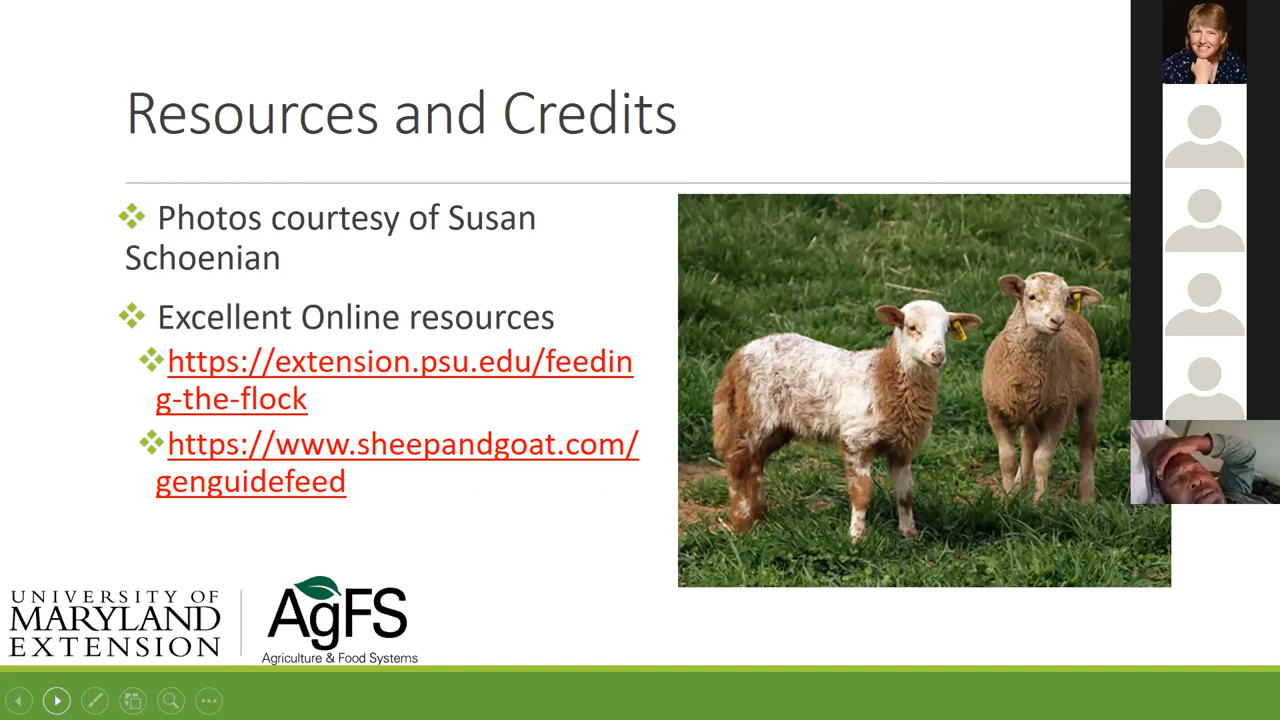 Resources and Credits
Photos courtesy of Susan
Schoenian
Excellent Online resources
https://extension.psu.edu/feedin
g-the-flock
https://www.sheepandgoat.com/
genguidefeed
UNIVERSITY OF
MARYLAND
EXTENSION
AgFS
Agriculture & Food Systems